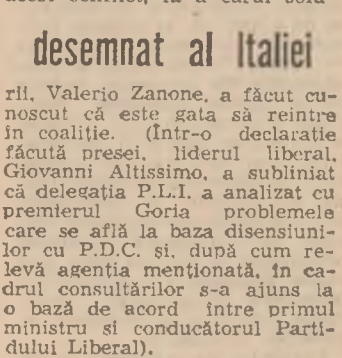 desemnat al Italiei
rii, Valerio Zanone, a făcut cu-
noscut că este gata să reintre
în coaliție. (Într-o declarație
făcută presei, liderul liberal,
Giovanni Altissimo, a subliniat
că delegația P.L.I. a analizat cu
premierul Goria problemele
care se află la baza disensiuni-
lor cu P.D.C. și, după cum re-
levă agenția menționată, în ca-
drul consultărilor s-a ajuns la
o bază de acord între primul
ministru și conducătorul Parti-
dului Liberal).